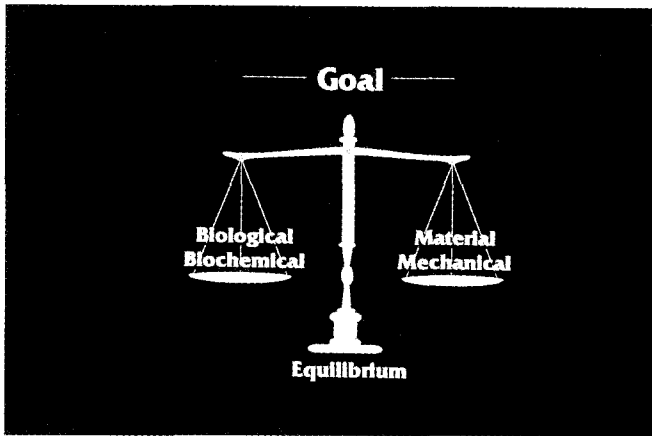 Goal
Biological
Biochemical
Material
Mechanical
Equilibrium